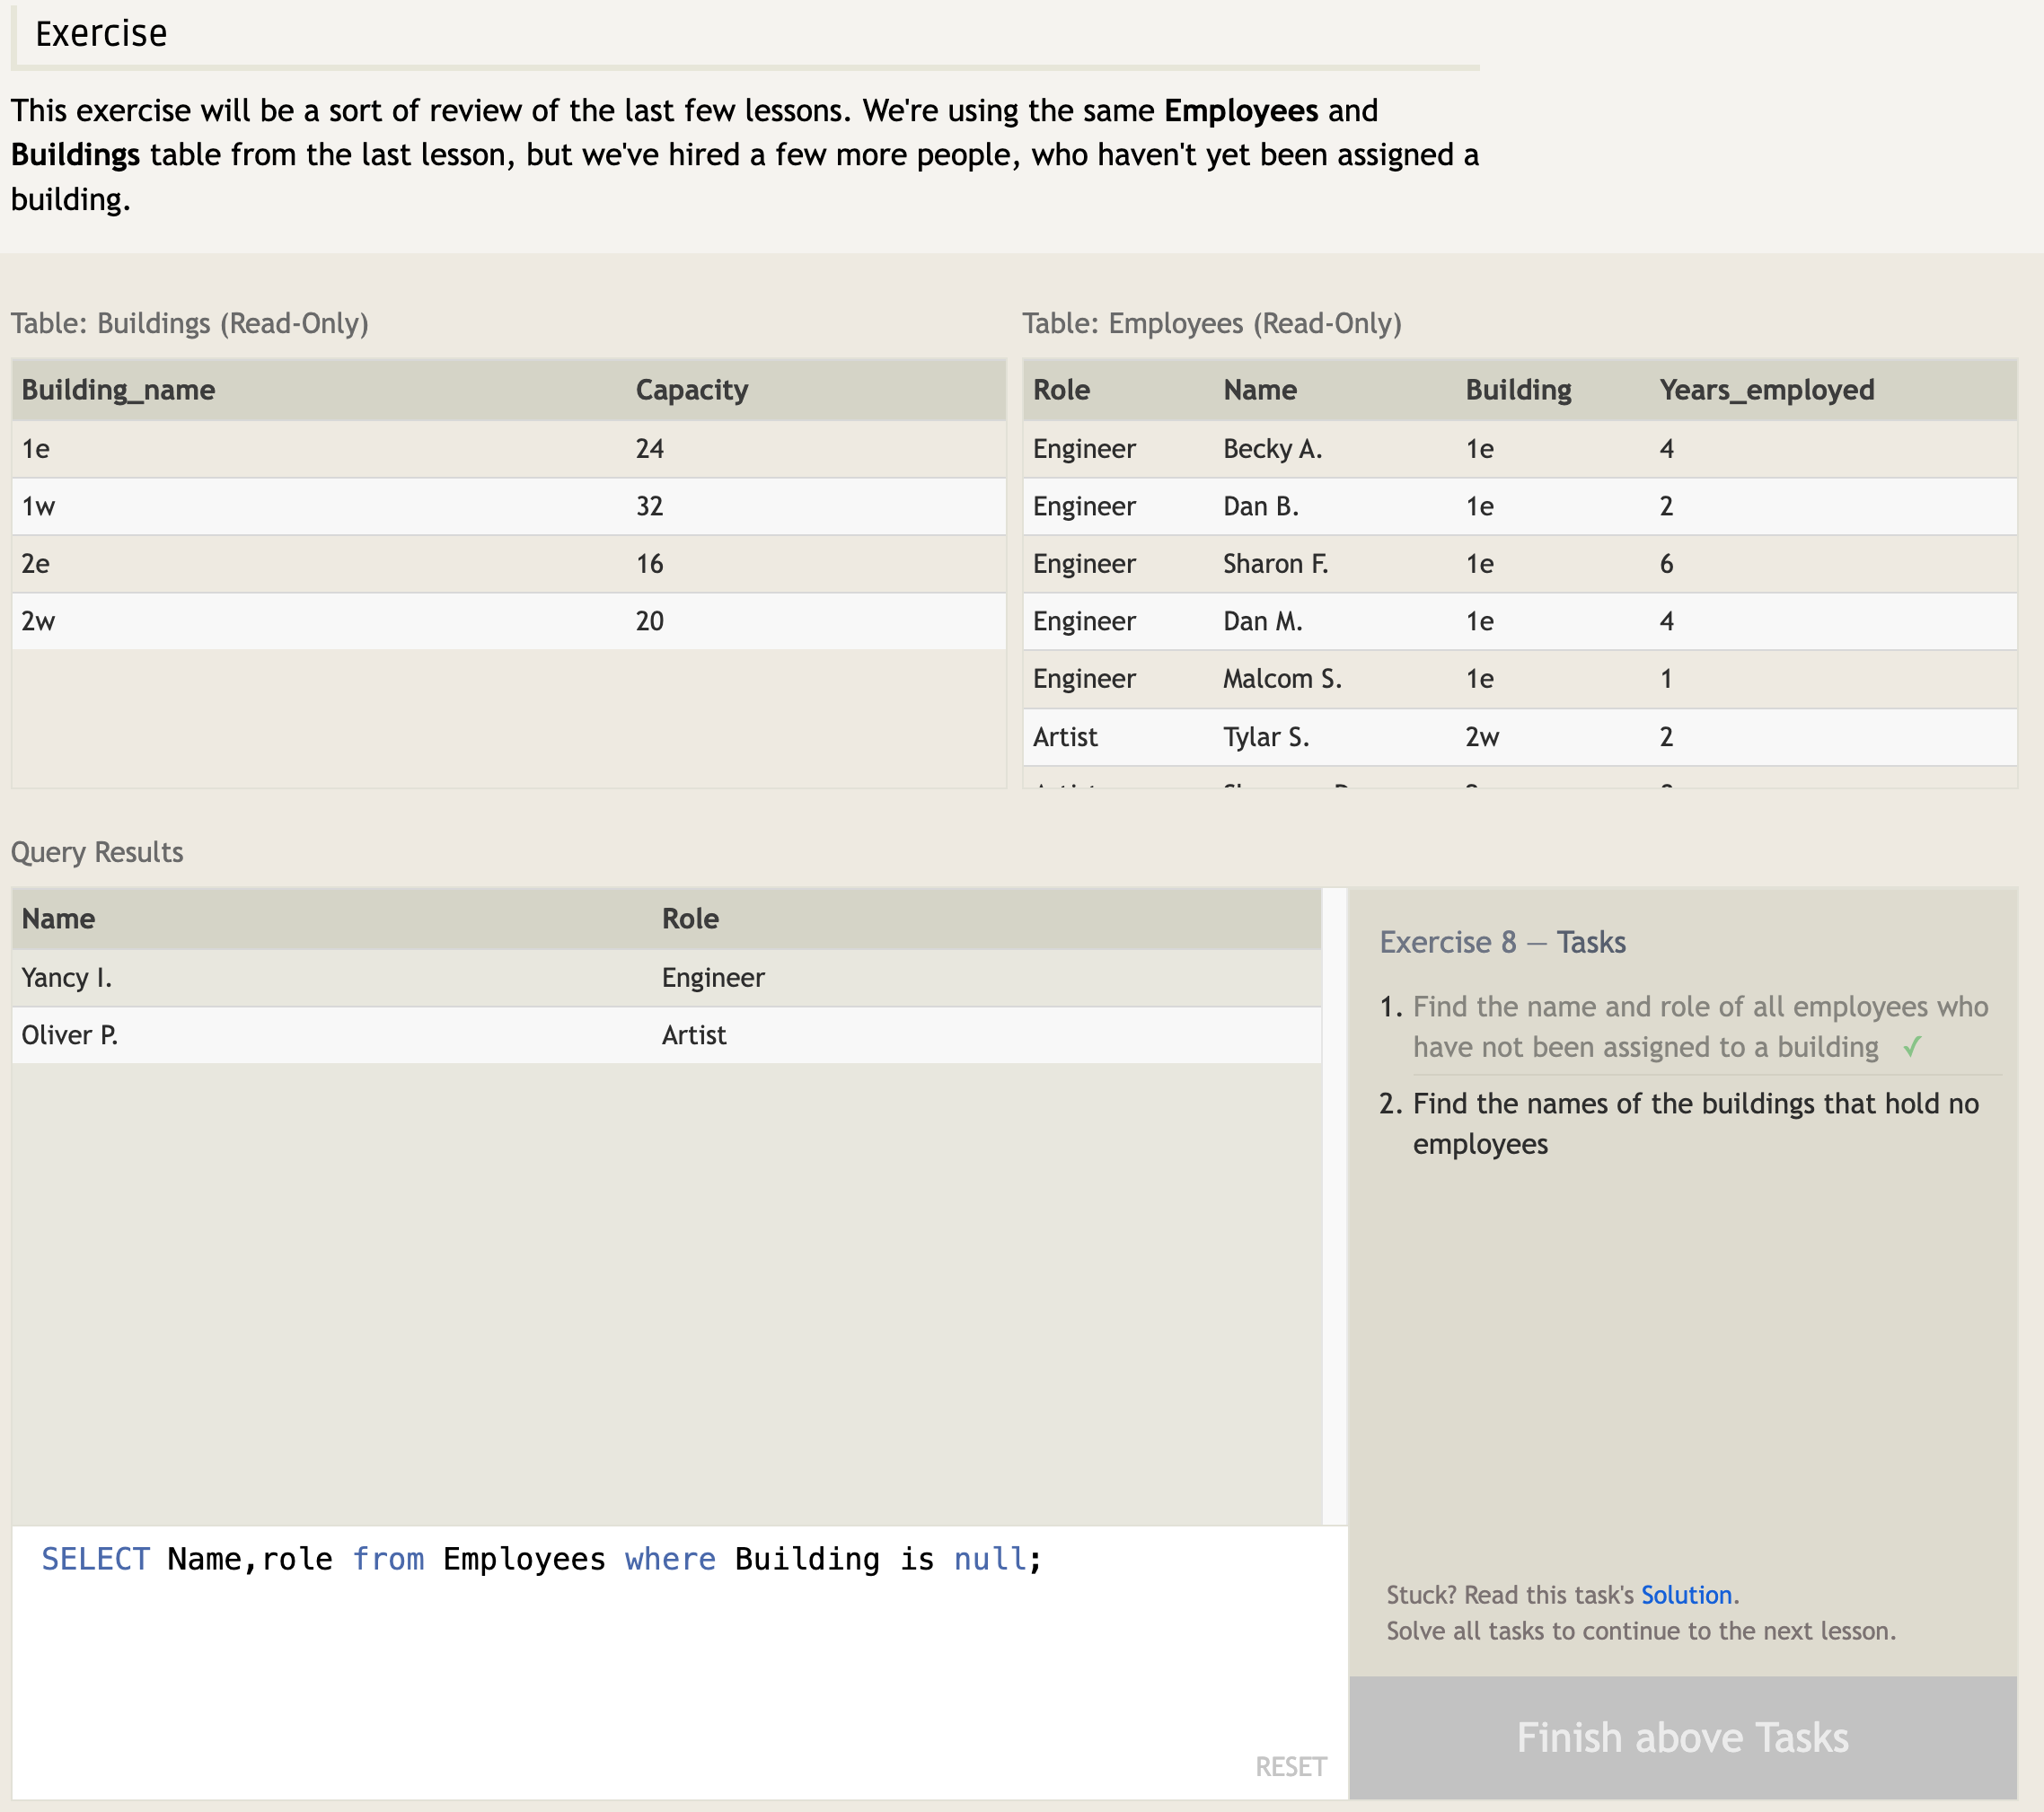 Exercise
This exercise will be a sort of review of the last few lessons. We're using the same Employees and
Buildings table from the last lesson, but we've hired a few more people, who haven't yet been assigned a
building.
Table: Buildings (Read-Only)
Building_name Capacity
1e 24
1w 32
2e 16
2w 20
Table: Employees (Read-Only)
Role Name Building Years_employed
Engineer Becky A. 1e 4
Engineer Dan B. 1e 2
Engineer Sharon F. 1e 6
Engineer Dan M. 1e 4
Engineer Malcom S. 1e 1
Artist Tylar S. 2w 2
Query Results
Name Role
Yancy I. Engineer
Oliver P. Artist
SELECT Name,role from Employees where Building is null;
RESET
Exercise 8 — Tasks
1. Find the name and role of all employees who
have not been assigned to a building ✓
2. Find the names of the buildings that hold no
employees
Stuck? Read this task's Solution.
Solve all tasks to continue to the next lesson.
Finish above Tasks